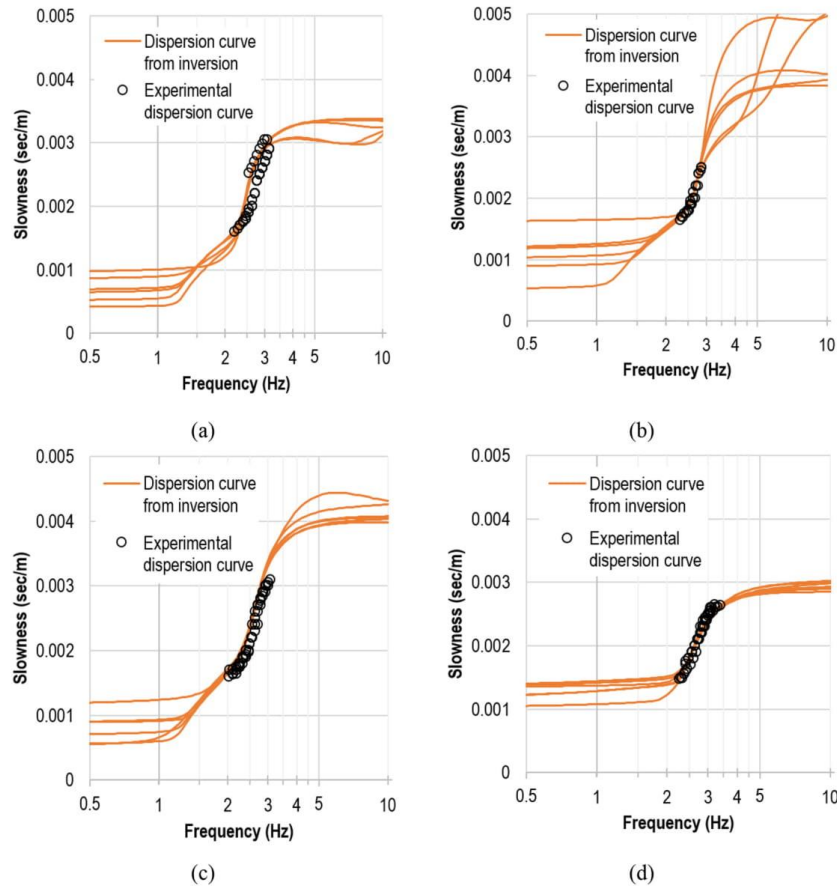 0.005
0.004
0.003
0.002
0.001
0
Slowness (sec/m)
Dispersion curve
from inversion
Experimental
dispersion curve
0.5 1 2 3 4 5 10
Frequency (Hz)
(a)
0.005
0.004
0.003
0.002
0.001
0
Slowness (sec/m)
Dispersion curve
from inversion
Experimental
dispersion curve
0.5 1 2 3 4 5 10
Frequency (Hz)
(b)
0.005
0.004
0.003
0.002
0.001
0
Slowness (sec/m)
Dispersion curve
from inversion
Experimental
dispersion curve
0.5 1 2 3 5 10
Frequency (Hz)
(c)
0.005
0.004
0.003
0.002
0.001
0
Slowness (sec/m)
Dispersion curve
from inversion
Experimental
dispersion curve
0.5 1 2 3 4 5 10
Frequency (Hz)
(d)